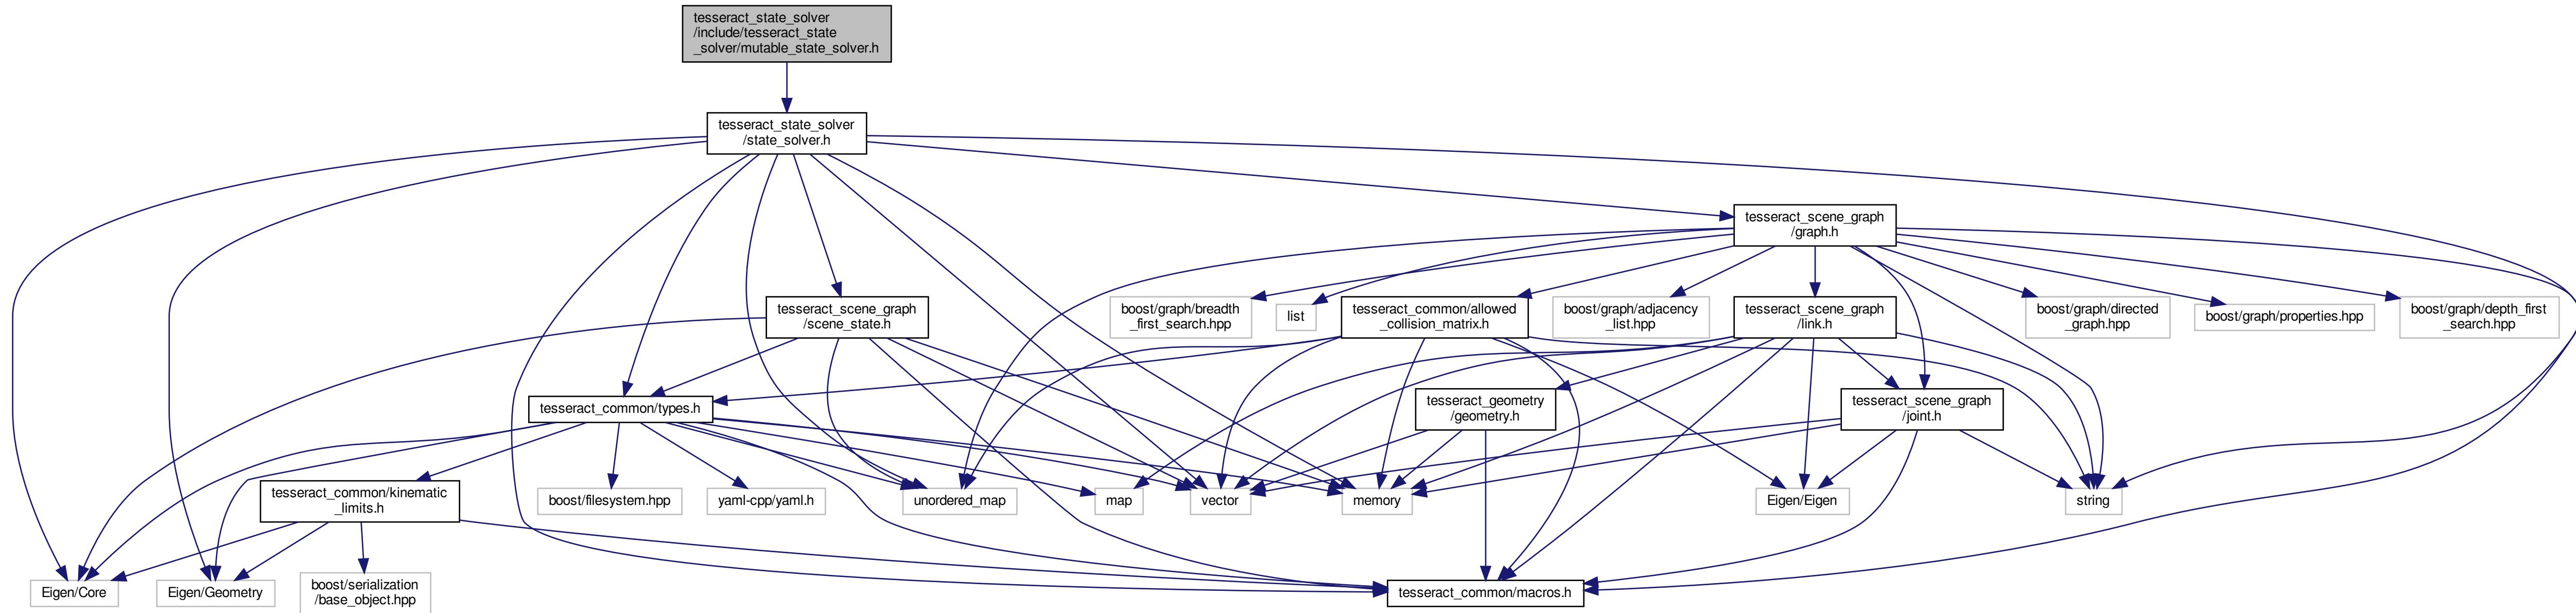 tesseract_state_solver
/include/tesseract_state
_solver/mutable_state_solver.h
tesseract_state_solver
/state_solver.h
tesseract_scene_graph
/graph.h
tesseract_scene_graph
/scene_state.h
boost/graph/breadth
_first_search.hpp
list
tesseract_common/allowed
_collision_matrix.h
boost/graph/adjacency
_list.hpp
tesseract_scene_graph
/link.h
boost/graph/directed
_graph.hpp
boost/graph/properties.hpp
boost/graph/depth_first
_search.hpp
tesseract_common/types.h
tesseract_geometry
/geometry.h
tesseract_scene_graph
/joint.h
tesseract_common/kinematic
_limits.h
boost/filesystem.hpp
yaml-cpp/yaml.h
unordered_map
map
vector
memory
Eigen/Eigen
string
Eigen/Core
Eigen/Geometry
boost/serialization
/base_object.hpp
tesseract_common/macros.h